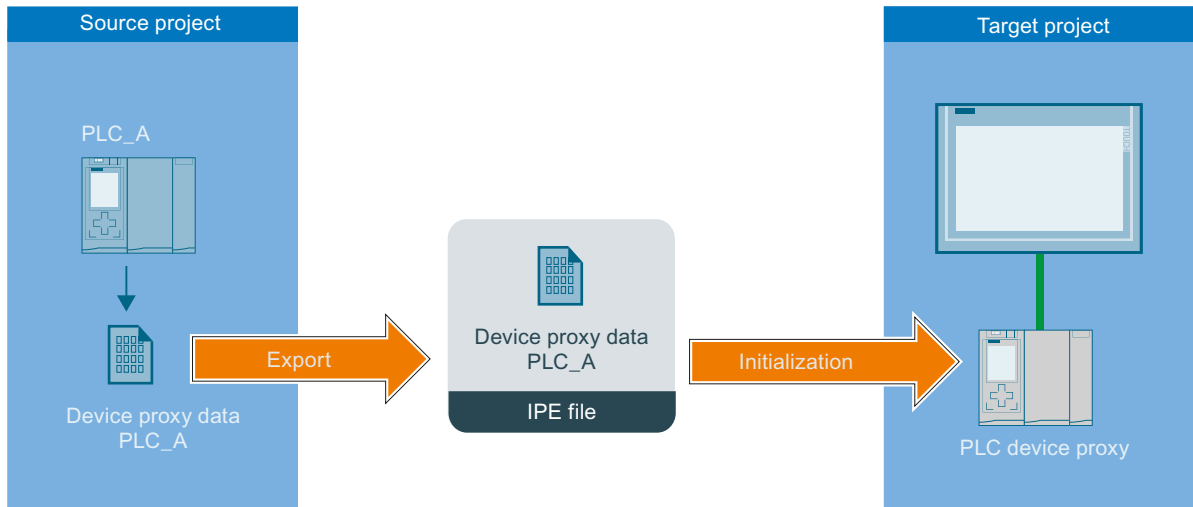 Source project
PLC_A
Device proxy data
PLC_A
Export
Device proxy data
PLC_A
IPE file
Initialization
Target project
TOUCH
PLC device proxy